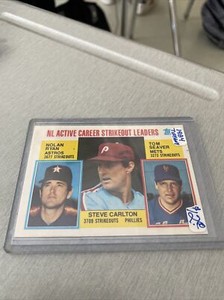 NL ACTIVE CAREER STRIKEOUT LEADERS
NOLAN
RYAN
ASTROS
3677 STRIKEOUTS
TOM
SEAVER
METS
3272 STRIKEOUTS
STEVE CARLTON
3709 STRIKEOUTS PHILLIES
1984